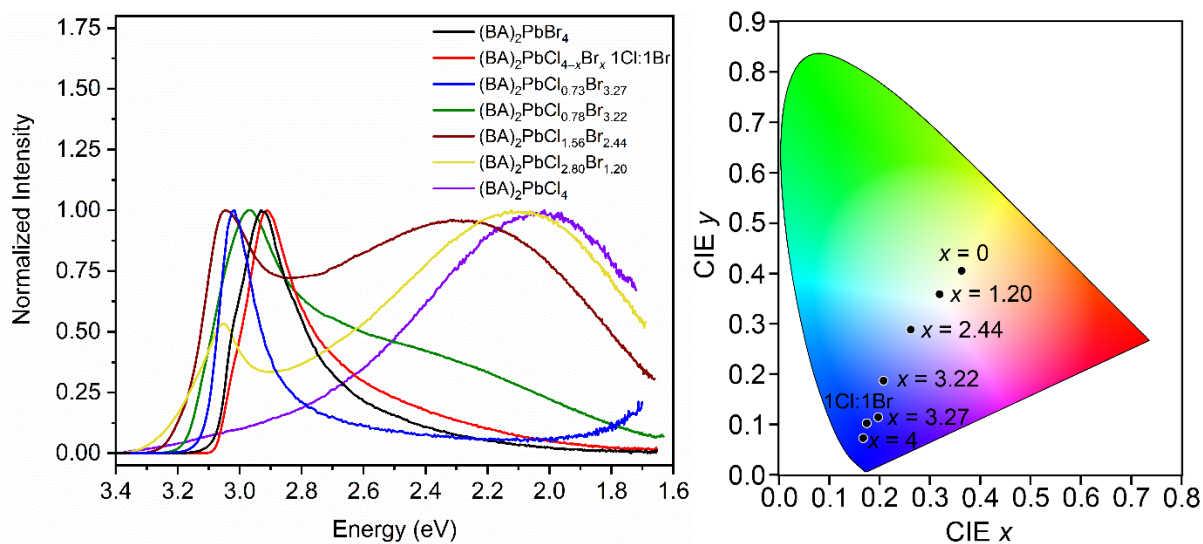 1.75
1.50
1.25
1.00
0.75
0.50
0.25
0.00
Normalized Intensity
3.4 3.2 3.0 2.8 2.6 2.4 2.2 2.0 1.8 1.6
Energy (eV)
(BA)₂PbBr₄
(BA)₂PbCl₄₋ₓBrₓ 1Cl:1Br
(BA)₂PbCl₀.₇₃Br₃.₂₇
(BA)₂PbCl₀.₇₈Br₃.₂₂
(BA)₂PbCl₁.₅₆Br₂.₄₄
(BA)₂PbCl₂.₈₀Br₁.₂₀
(BA)₂PbCl₄
0.9
0.8
0.7
0.6
0.5
0.4
0.3
0.2
0.1
0.0
CIE y
0.0 0.1 0.2 0.3 0.4 0.5 0.6 0.7 0.8
CIE x
x = 0
x = 1.20
x = 2.44
x = 3.22
1Cl:1Br
x = 3.27
x = 4